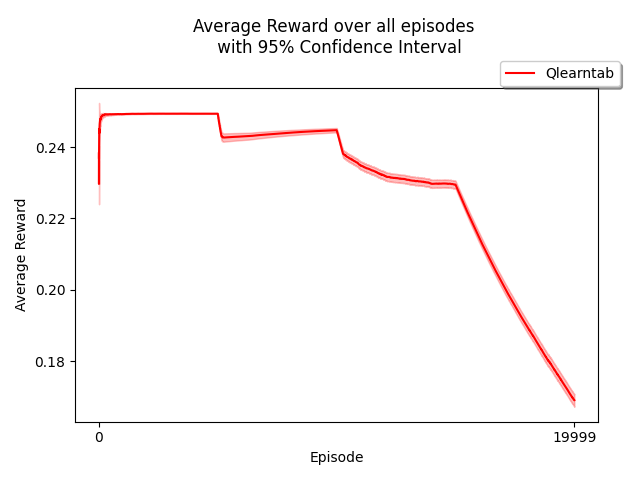 Average Reward over all episodes
with 95% Confidence Interval
Qlearntab
0.24
0.22
0.20
0.18
Average Reward
0
19999
Episode